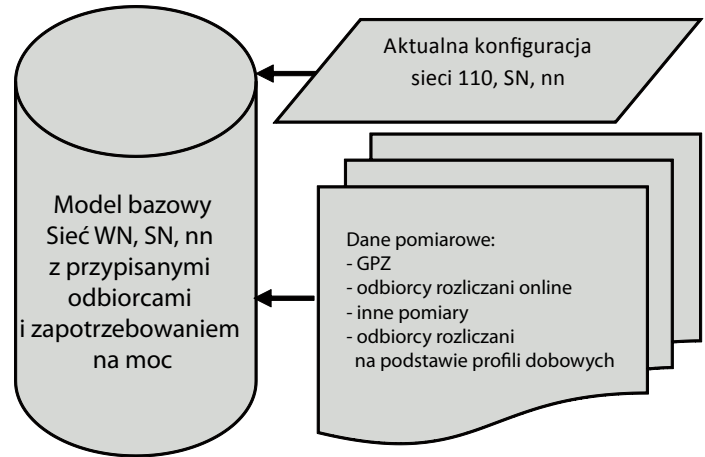 Aktualna konfiguracja
sieci 110, SN, nn
Model bazowy
Sieć WN, SN, nn
z przypisanymi
odbiorcami
i zapotrzebowaniem
na moc
Dane pomiarowe:
- GPZ
- odbiorcy rozliczani online
- inne pomiary
- odbiorcy rozliczani
na podstawie profili dobowych